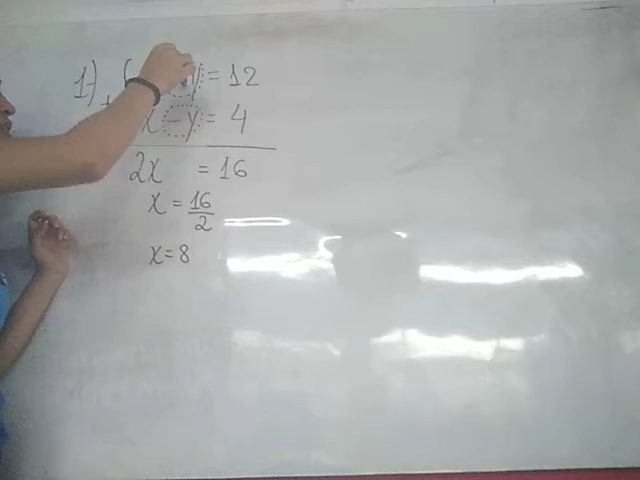 1-) y = 12
+ x - y = 4
2x = 16
x = 16/2
x = 8